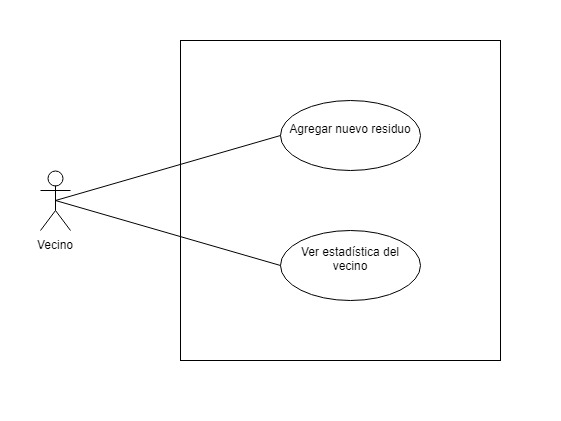 Agregar nuevo residuo
Vecino
Ver estadística del
vecino